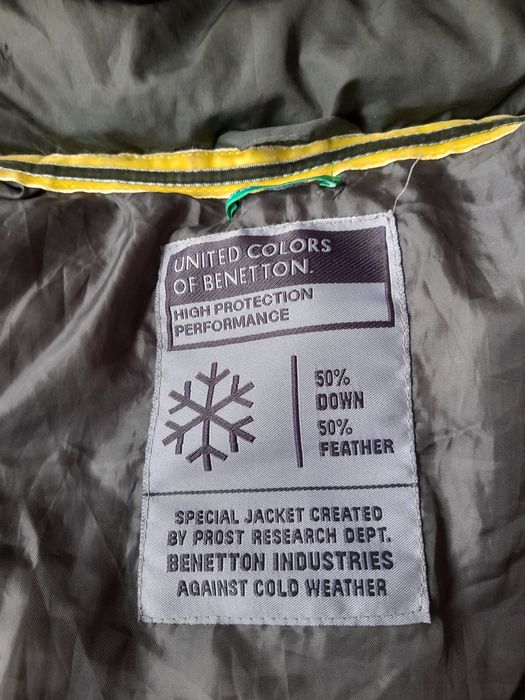 UNITED COLORS
OF BENETTON.
HIGH PROTECTION
PERFORMANCE
50%
DOWN
50%
FEATHER
SPECIAL JACKET CREATED
BY PROST RESEARCH DEPT.
BENETTON INDUSTRIES
AGAINST COLD WEATHER